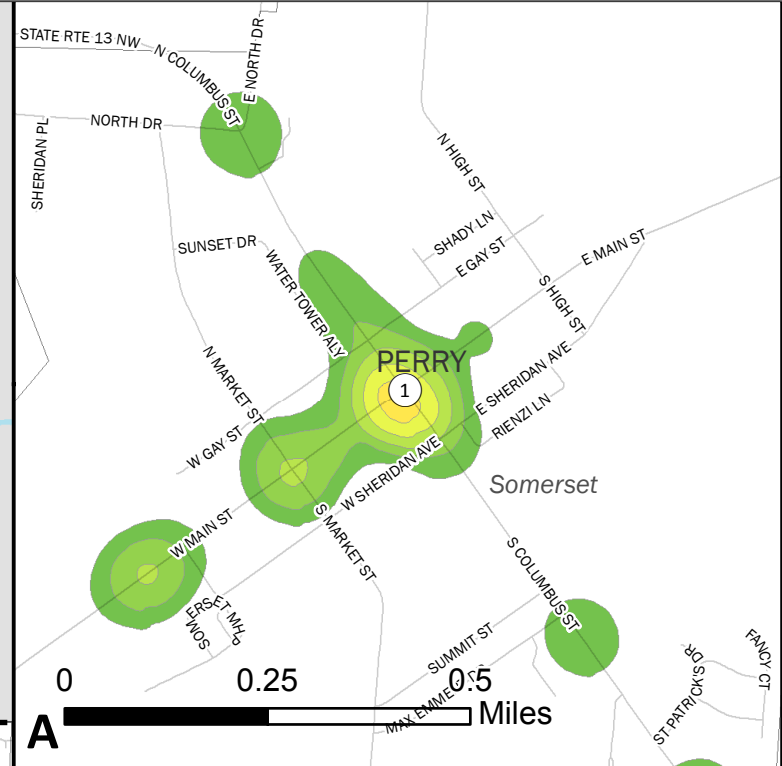 STATE RTE 13 NW
N COLUMBUS ST
E NORTH DR
NORTH DR
SHERIDAN PL
N HIGH ST
SHADY LN
E GAY ST
E MAIN ST
SUNSET DR
WATER TOWER ALY
S HIGH ST
N MARKET ST
PERRY
1
E SHERIDAN AVE
RIENZI LN
W GAY ST
W SHERIDAN AVE
Somerset
W MAIN ST
S MARKET ST
S COLUMBUS ST
SOMERSET MHP
SUMMIT ST
ST PATRICK'S DR
FANCY CT
0 0.25 0.5
Miles
A